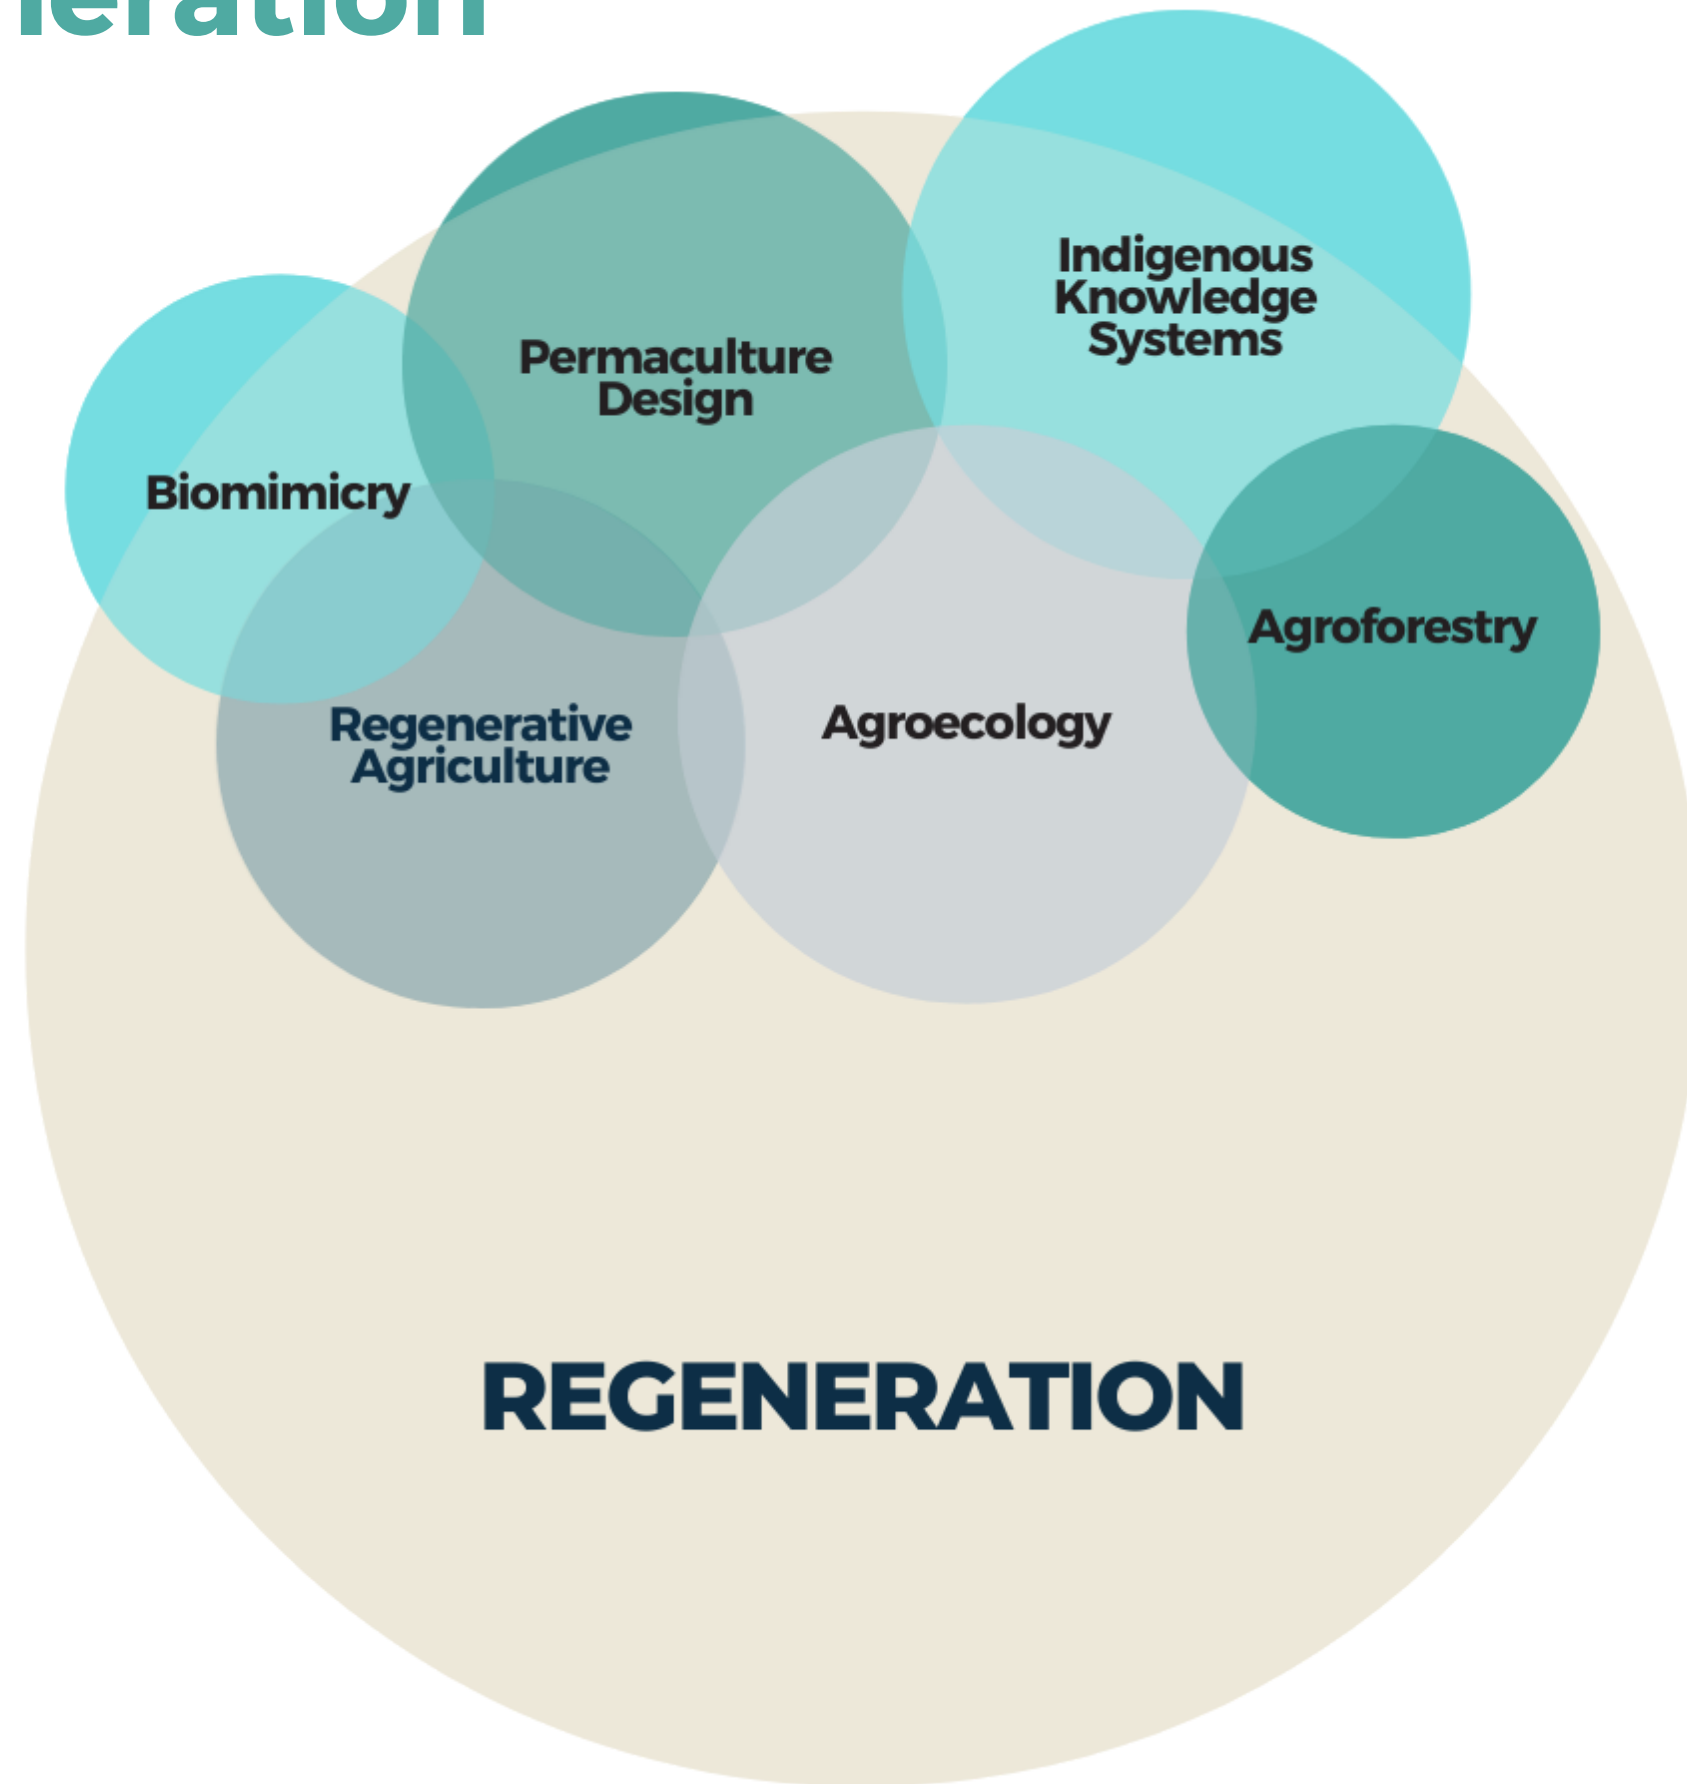 Indigenous
Knowledge
Systems
Permaculture
Design
Biomimicry
Agroforestry
Regenerative
Agriculture
Agroecology
REGENERATION